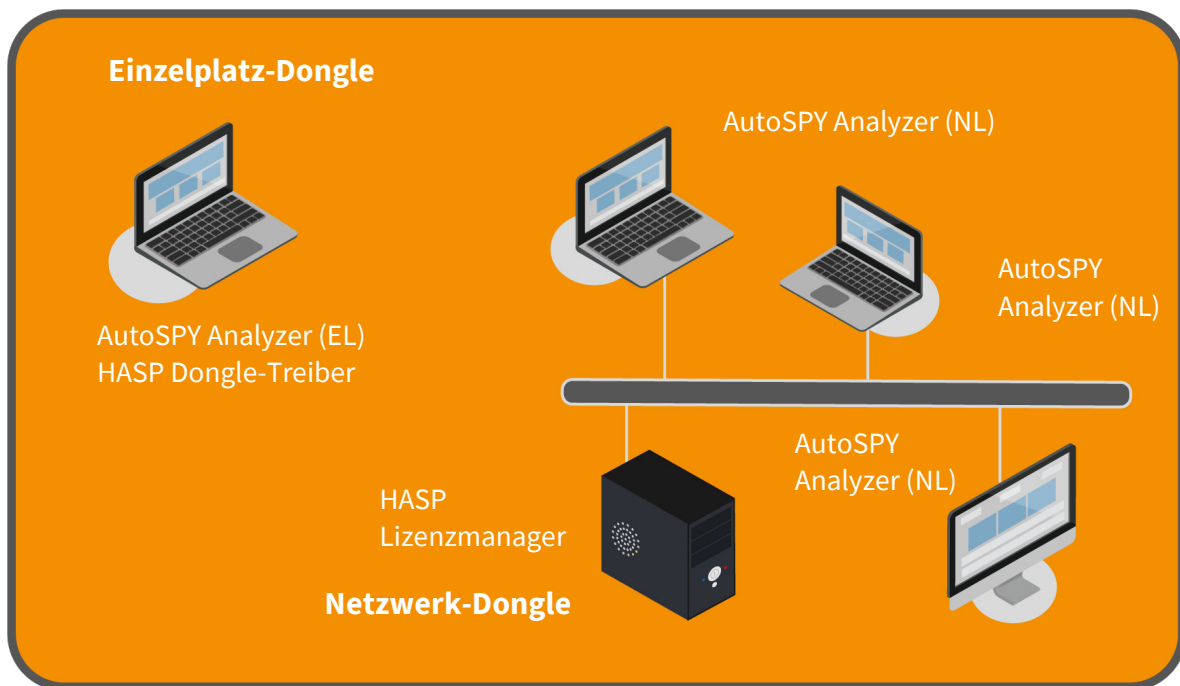 Einzelplatz-Dongle
AutoSPY Analyzer (EL)
HASP Dongle-Treiber
AutoSPY Analyzer (NL)
AutoSPY
Analyzer (NL)
AutoSPY
Analyzer (NL)
HASP
Lizenzmanager
Netzwerk-Dongle